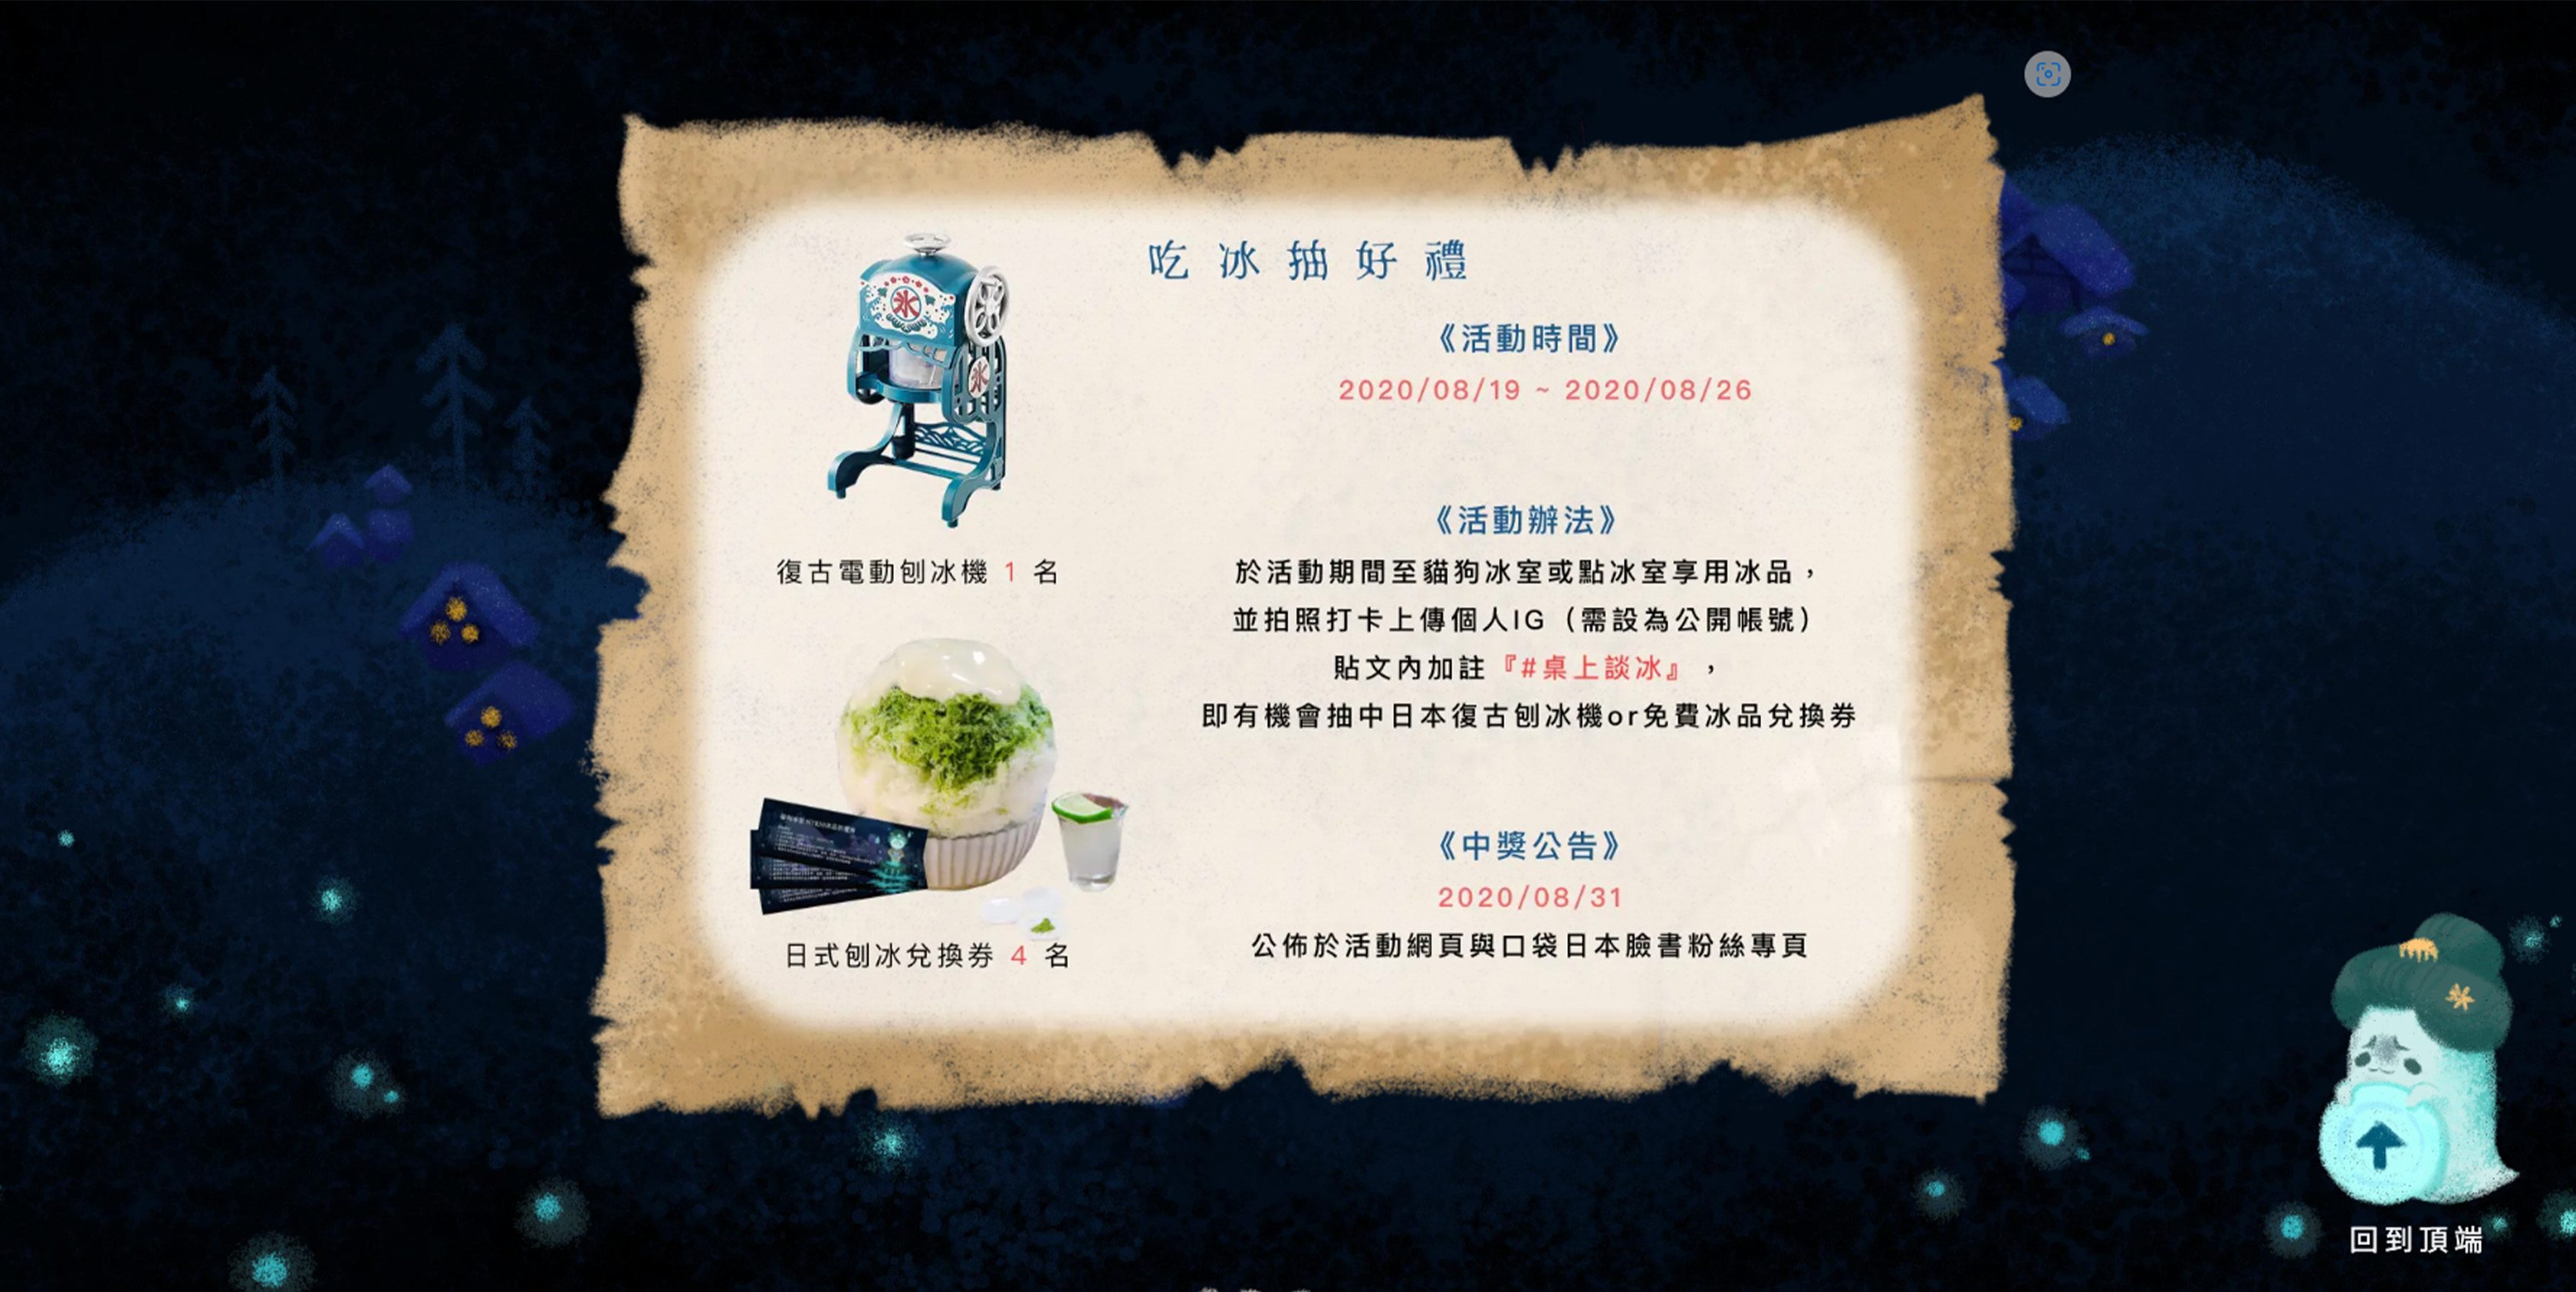 吃冰抽好禮
氷
氷
復古電動刨冰機 1 名
日式刨冰兌換券 4 名
《活動時間》
2020/08/19 ~ 2020/08/26
《活動辦法》
於活動期間至貓狗冰室或點冰室享用冰品，
並拍照打卡上傳個人IG（需設為公開帳號）
貼文內加註『#桌上談冰』，
即有機會抽中日本復古刨冰機or免費冰品兌換券
《中獎公告》
2020/08/31
公佈於活動網頁與口袋日本臉書粉絲專頁
回到頂端